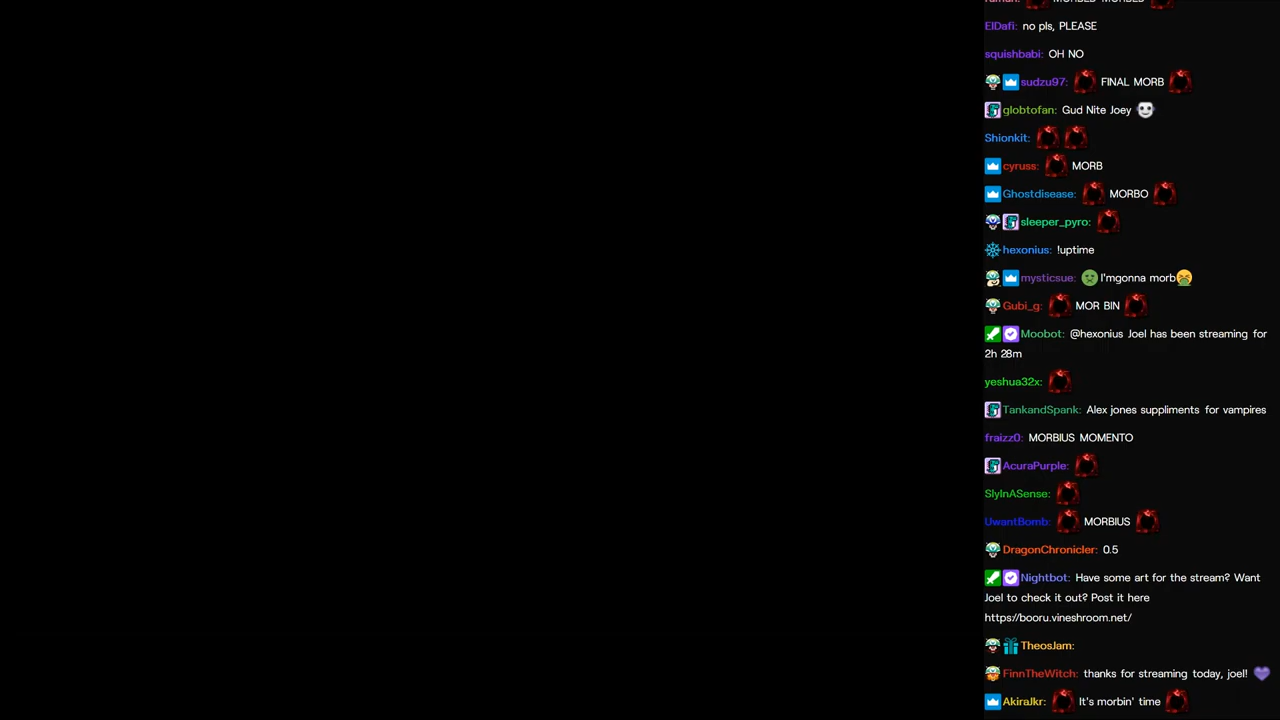 MORBED MORBED
ElDafi: no pls, PLEASE
squishbabi: OH NO
sudzu97: FINAL MORB
globtofan: Gud Nite Joey
Shionkit:
cyruss: MORB
Ghostdisease: MORBO
sleeper_pyro:
hexonius: !uptime
mysticsue: I'mgonna morb
Gubi_g: MOR BIN
Moobot: @hexonius Joel has been streaming for
2h 28m
yeshua32x:
TankandSpank: Alex jones suppliments for vampires
fraizz0: MORBIUS MOMENTO
AcuraPurple:
SlyInASense:
UwantBomb: MORBIUS
DragonChronicler: 0.5
Nightbot: Have some art for the stream? Want
Joel to check it out? Post it here
https://booru.vineshroom.net/
TheosJam:
FinnTheWitch: thanks for streaming today, joel!
AkiraJkr: It's morbin' time